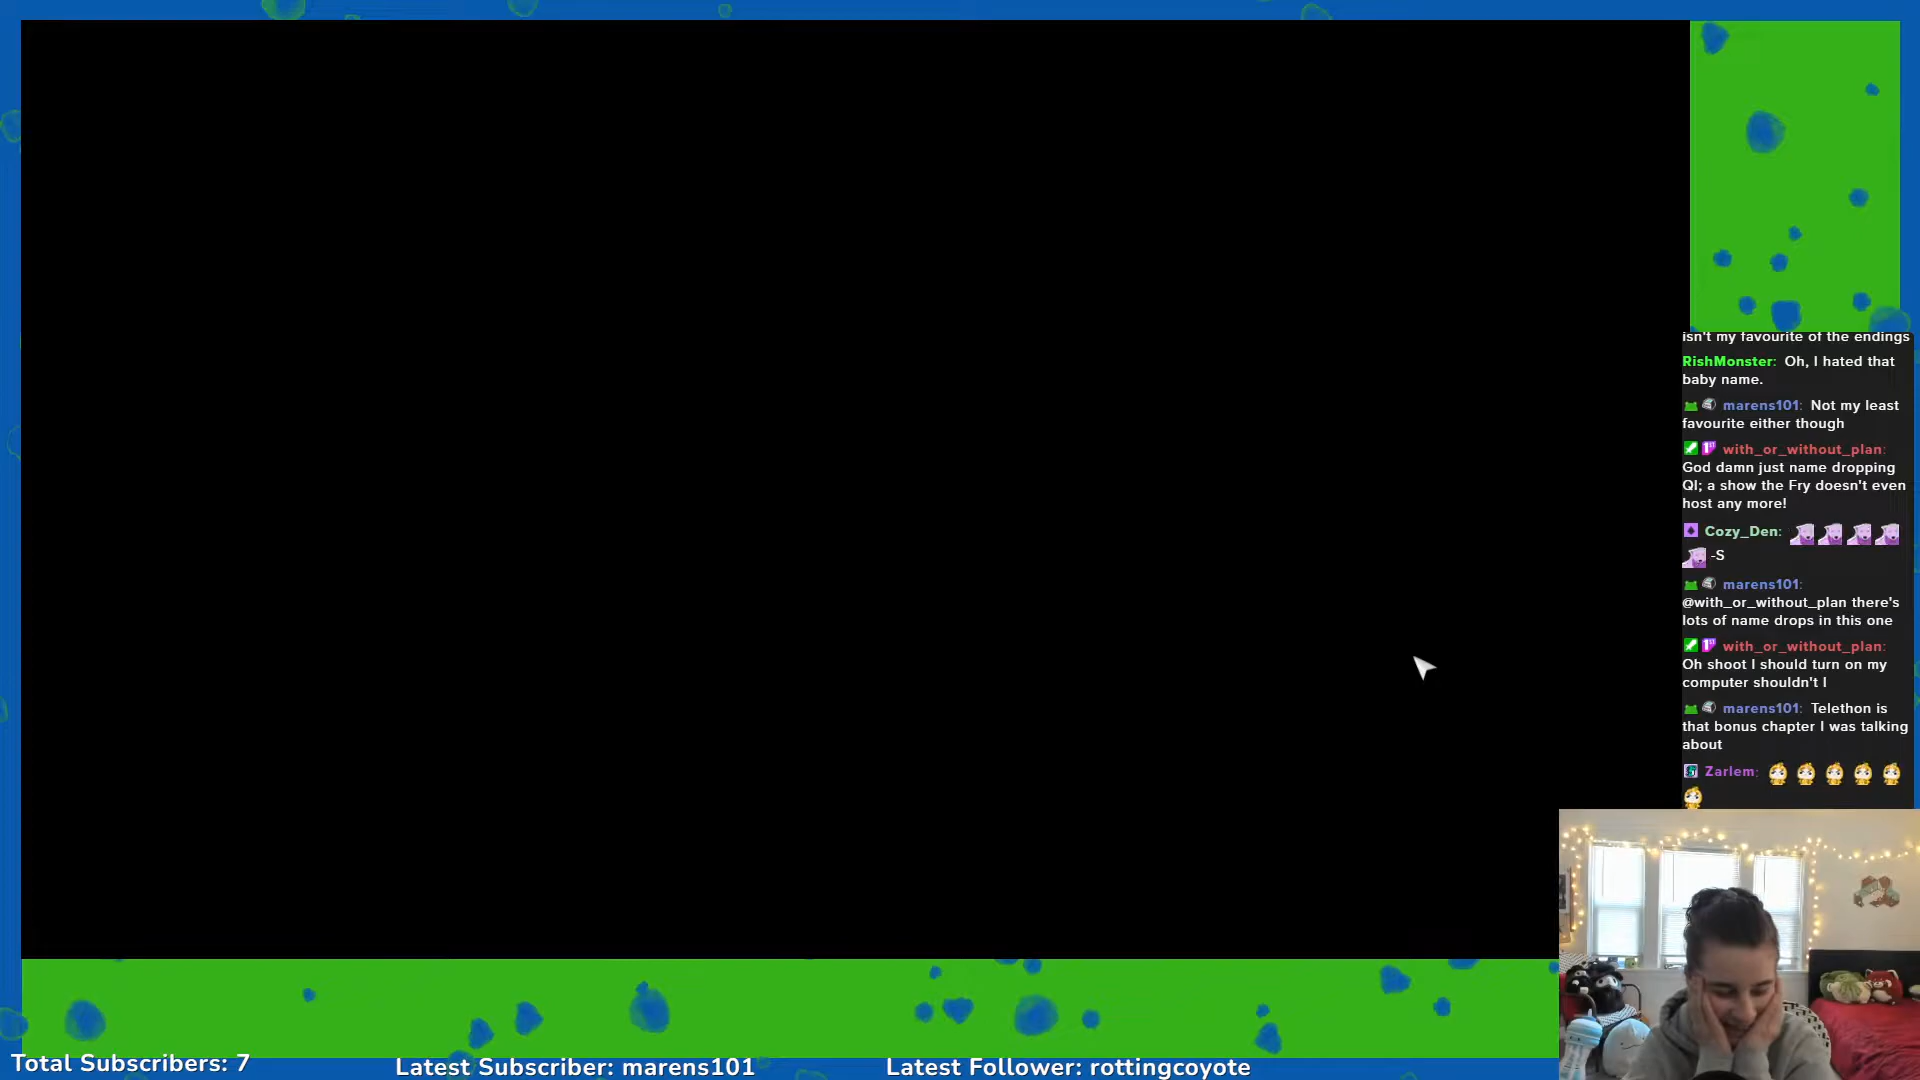 isn't my favourite of the endings
RishMonster: Oh, I hated that
baby name.
marens101: Not my least
favourite either though
with_or_without_plan:
God damn just name dropping
QI; a show the Fry doesn't even
host any more!
Cozy_Den:
-S
marens101:
@with_or_without_plan there's
lots of name drops in this one
with_or_without_plan:
Oh shoot I should turn on my
computer shouldn't I
marens101: Telethon is
that bonus chapter I was talking
about
Zarlem:
Total Subscribers: 7
Latest Subscriber: marens101
Latest Follower: rottingcoyote